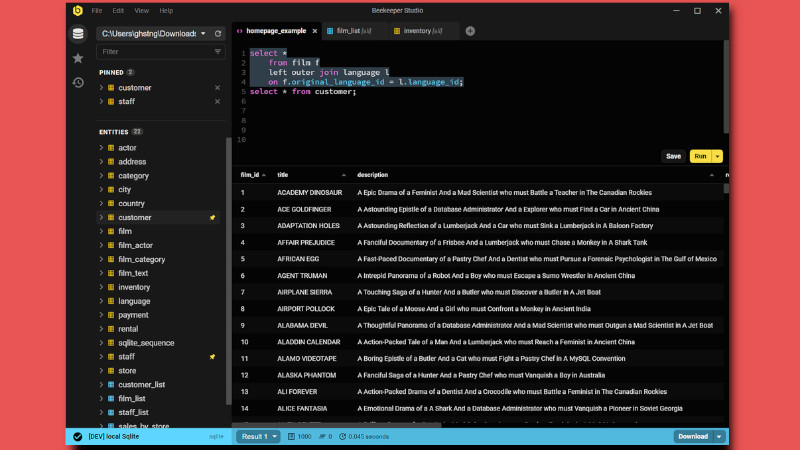 File Edit View Help
Beekeeper Studio
C:\Users\ghstng\Downloads
Filter
PINNED 2
customer
staff
ENTITIES 22
actor
address
category
city
country
customer
film
film_actor
film_category
film_text
inventory
language
payment
rental
sqlite_sequence
staff
store
customer_list
film_list
staff_list
sales_by_store
[DEV] local Sqlite
sqlite
homepage_example
film_list [all]
inventory [all]
1 select *
2 from film f
3 left outer join language l
4 on f.original_language_id = l.language_id;
5 select * from customer;
6
7
8
9
10
Save
Run
film_id title description
1 ACADEMY DINOSAUR A Epic Drama of a Feminist And a Mad Scientist who must Battle a Teacher in The Canadian Rockies
2 ACE GOLDFINGER A Astounding Epistle of a Database Administrator And a Explorer who must Find a Car in Ancient China
3 ADAPTATION HOLES A Astounding Reflection of a Lumberjack And a Car who must Sink a Lumberjack in A Baloon Factory
4 AFFAIR PREJUDICE A Fanciful Documentary of a Frisbee And a Lumberjack who must Chase a Monkey in A Shark Tank
5 AFRICAN EGG A Fast-Paced Documentary of a Pastry Chef And a Dentist who must Pursue a Forensic Psychologist in The Gulf of Mexico
6 AGENT TRUMAN A Intrepid Panorama of a Robot And a Boy who must Escape a Sumo Wrestler in Ancient China
7 AIRPLANE SIERRA A Touching Saga of a Hunter And a Butler who must Discover a Butler in A Jet Boat
8 AIRPORT POLLOCK A Epic Tale of a Moose And a Girl who must Confront a Monkey in Ancient India
9 ALABAMA DEVIL A Thoughtful Panorama of a Database Administrator And a Mad Scientist who must Outgun a Mad Scientist in A Jet Boat
10 ALADDIN CALENDAR A Action-Packed Tale of a Man And a Lumberjack who must Reach a Feminist in Ancient China
11 ALAMO VIDEOTAPE A Boring Epistle of a Butler And a Cat who must Fight a Pastry Chef in A MySQL Convention
12 ALASKA PHANTOM A Fanciful Saga of a Hunter And a Pastry Chef who must Vanquish a Boy in Australia
13 ALI FOREVER A Action-Packed Drama of a Dentist And a Crocodile who must Battle a Feminist in The Canadian Rockies
14 ALICE FANTASIA A Emotional Drama of a A Shark And a Database Administrator who must Vanquish a Pioneer in Soviet Georgia
Result 1
1000
0
0.045 seconds
Download